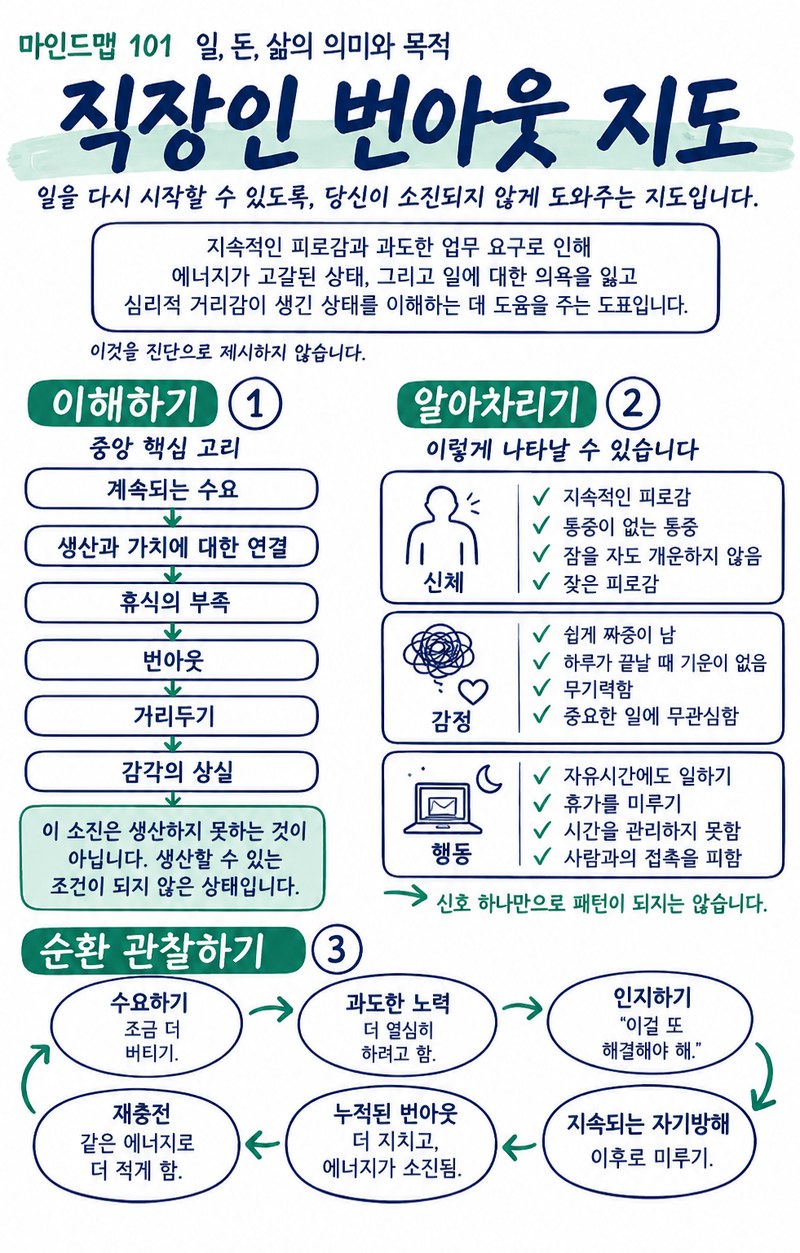 마인드맵 101 일, 돈, 삶의 의미와 목적
직장인 번아웃 지도
일을 다시 시작할 수 있도록, 당신이 소진되지 않게 도와주는 지도입니다.
지속적인 피로감과 과도한 업무 요구로 인해
에너지가 고갈된 상태, 그리고 일에 대한 의욕을 잃고
심리적 거리감이 생긴 상태를 이해하는 데 도움을 주는 도표입니다.
이것을 진단으로 제시하지 않습니다.
이해하기 1
중앙 핵심 고리
계속되는 수요
생산과 가치에 대한 연결
휴식의 부족
번아웃
거리두기
감각의 상실
이 소진은 생산하지 못하는 것이
아닙니다. 생산할 수 있는
조건이 되지 않은 상태입니다.
알아차리기 2
이렇게 나타날 수 있습니다
신체
지속적인 피로감
통중이 없는 통중
잠을 자도 개운하지 않음
잦은 피로감
감정
쉽게 짜중이 남
하루가 끝날 때 기운이 없음
무기력함
중요한 일에 무관심함
행동
자유시간에도 일하기
휴가를 미루기
시간을 관리하지 못함
사람과의 접촉을 피함
신호 하나만으로 패턴이 되지는 않습니다.
순환 관찰하기 3
수요하기
조금 더
버티기.
과도한 노력
더 열심히
하려고 함.
인지하기
“이걸 또
해결해야 해.”
지속되는 자기방해
이후로 미루기.
누적된 번아웃
더 지치고,
에너지가 소진됨.
재충전
같은 에너지로
더 적게 함.